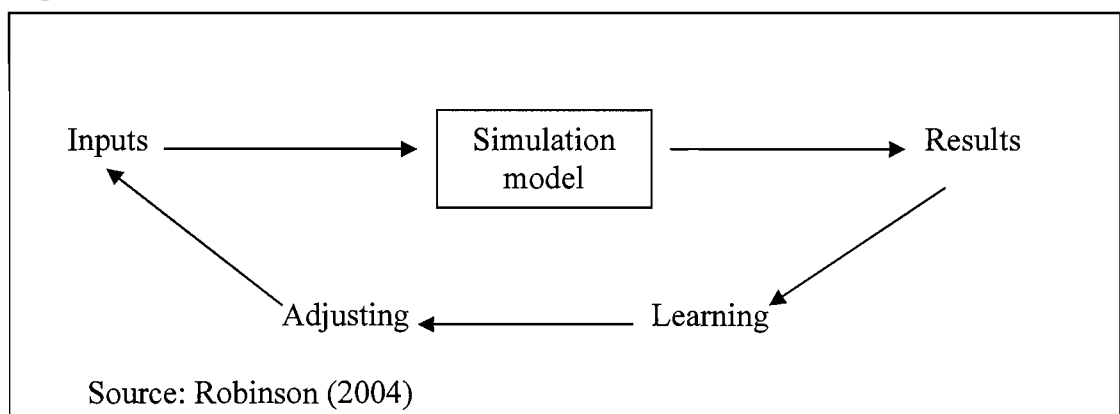 Inputs
Simulation
model
Results
Adjusting
Learning
Source: Robinson (2004)